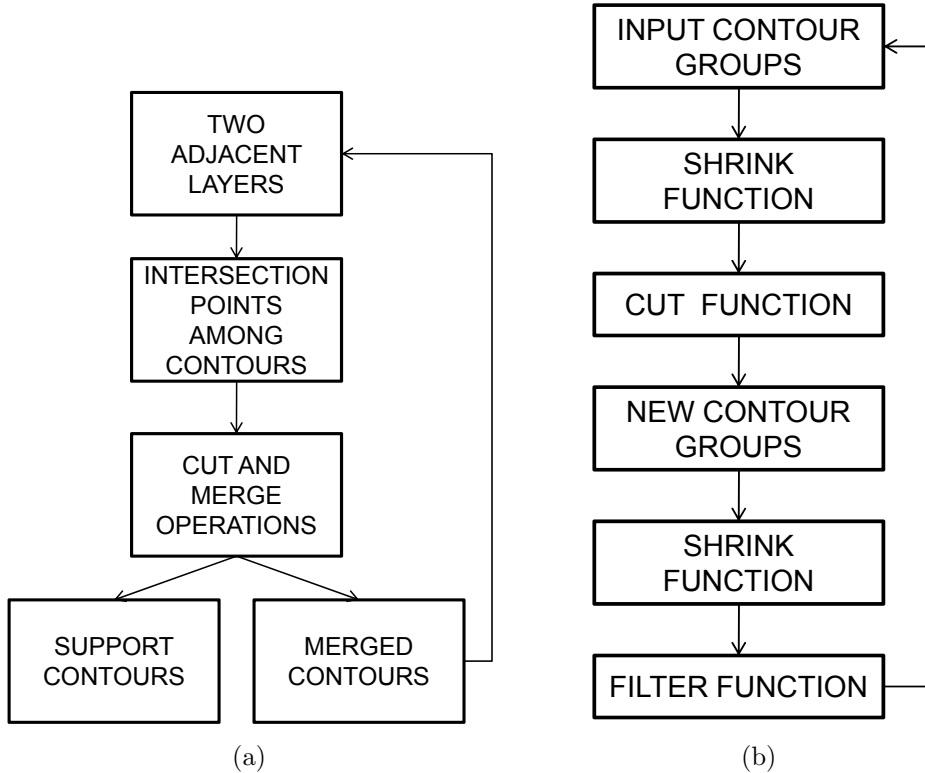 TWO
ADJACENT
LAYERS
INTERSECTION
POINTS
AMONG
CONTOURS
CUT AND
MERGE
OPERATIONS
SUPPORT
CONTOURS
MERGED
CONTOURS
(a)
INPUT CONTOUR
GROUPS
SHRINK
FUNCTION
CUT FUNCTION
NEW CONTOUR
GROUPS
SHRINK
FUNCTION
FILTER FUNCTION
(b)